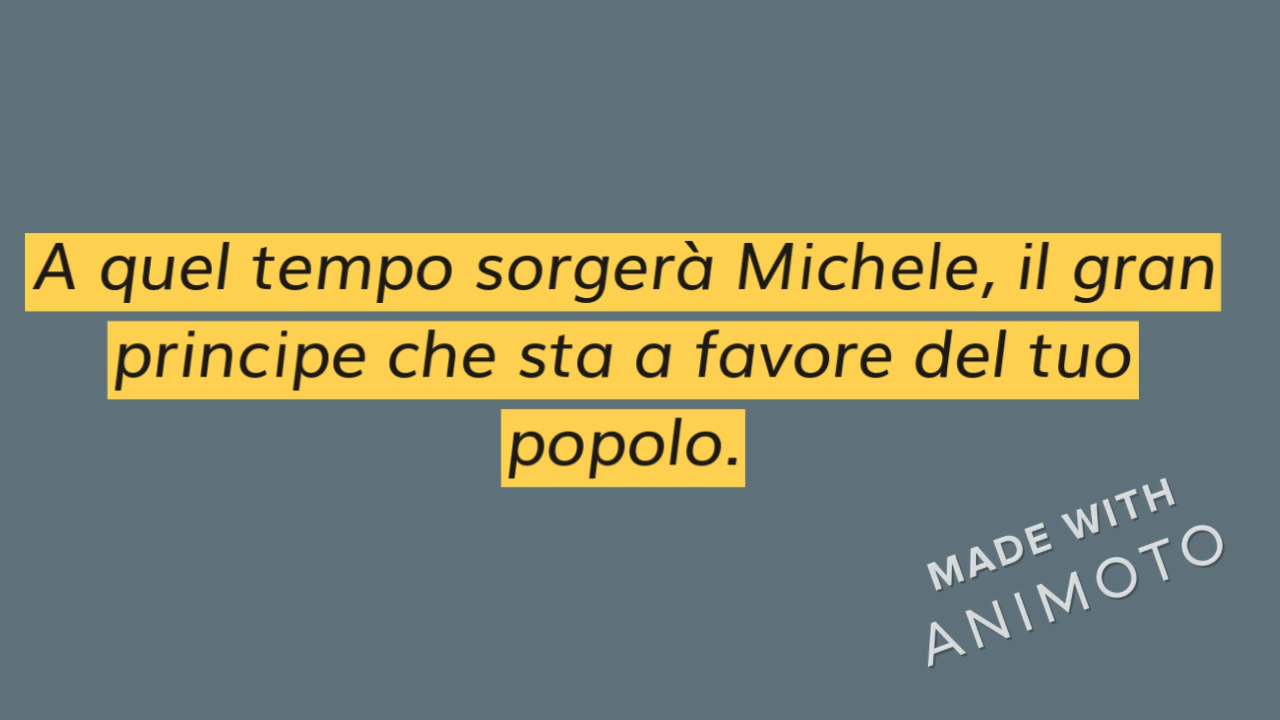 A quel tempo sorgerà Michele, il gran
principe che sta a favore del tuo
popolo.
MADE WITH
ANIMOTO